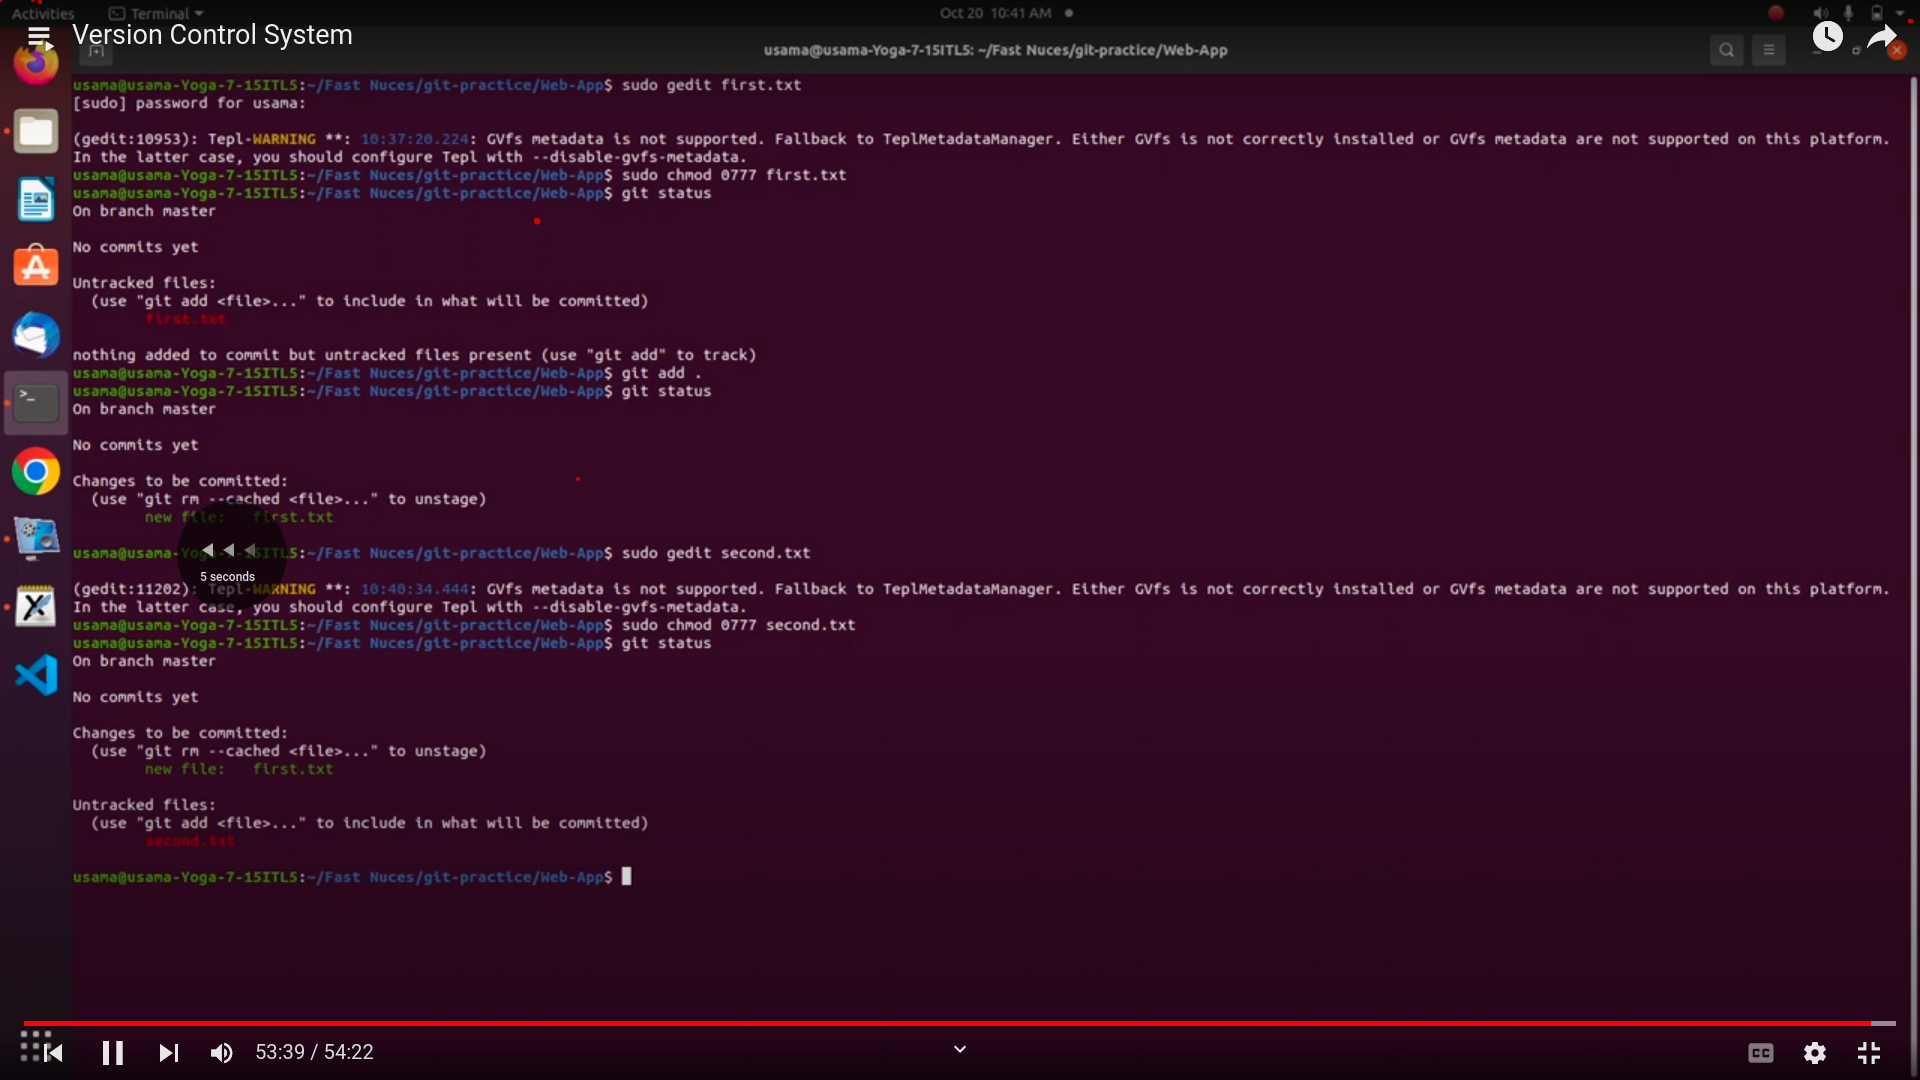 Activities
Terminal
Oct 20 10:41 AM
Version Control System
usama@usama-Yoga-7-15ITL5: ~/Fast Nuces/git-practice/Web-App
usama@usama-Yoga-7-15ITL5:~/Fast Nuces/git-practice/Web-App$ sudo gedit first.txt
[sudo] password for usama:
(gedit:10953): Tepl-WARNING **: 10:37:20.224: GVfs metadata is not supported. Fallback to TeplMetadataManager. Either GVfs is not correctly installed or GVfs metadata are not supported on this platform.
In the latter case, you should configure Tepl with --disable-gvfs-metadata.
usama@usama-Yoga-7-15ITL5:~/Fast Nuces/git-practice/Web-App$ sudo chmod 0777 first.txt
usama@usama-Yoga-7-15ITL5:~/Fast Nuces/git-practice/Web-App$ git status
On branch master
No commits yet
Untracked files:
(use "git add <file>..." to include in what will be committed)
first.txt
nothing added to commit but untracked files present (use "git add" to track)
usama@usama-Yoga-7-15ITL5:~/Fast Nuces/git-practice/Web-App$ git add .
usama@usama-Yoga-7-15ITL5:~/Fast Nuces/git-practice/Web-App$ git status
On branch master
No commits yet
Changes to be committed:
(use "git rm --cached <file>..." to unstage)
new file: first.txt
usama@usama-Yoga-7-15ITL5:~/Fast Nuces/git-practice/Web-App$ sudo gedit second.txt
5 seconds
(gedit:11202): Tepl-WARNING **: 10:40:34.444: GVfs metadata is not supported. Fallback to TeplMetadataManager. Either GVfs is not correctly installed or GVfs metadata are not supported on this platform.
In the latter case, you should configure Tepl with --disable-gvfs-metadata.
usama@usama-Yoga-7-15ITL5:~/Fast Nuces/git-practice/Web-App$ sudo chmod 0777 second.txt
usama@usama-Yoga-7-15ITL5:~/Fast Nuces/git-practice/Web-App$ git status
On branch master
No commits yet
Changes to be committed:
(use "git rm --cached <file>..." to unstage)
new file: first.txt
Untracked files:
(use "git add <file>..." to include in what will be committed)
second.txt
usama@usama-Yoga-7-15ITL5:~/Fast Nuces/git-practice/Web-App$
53:39 / 54:22
CC